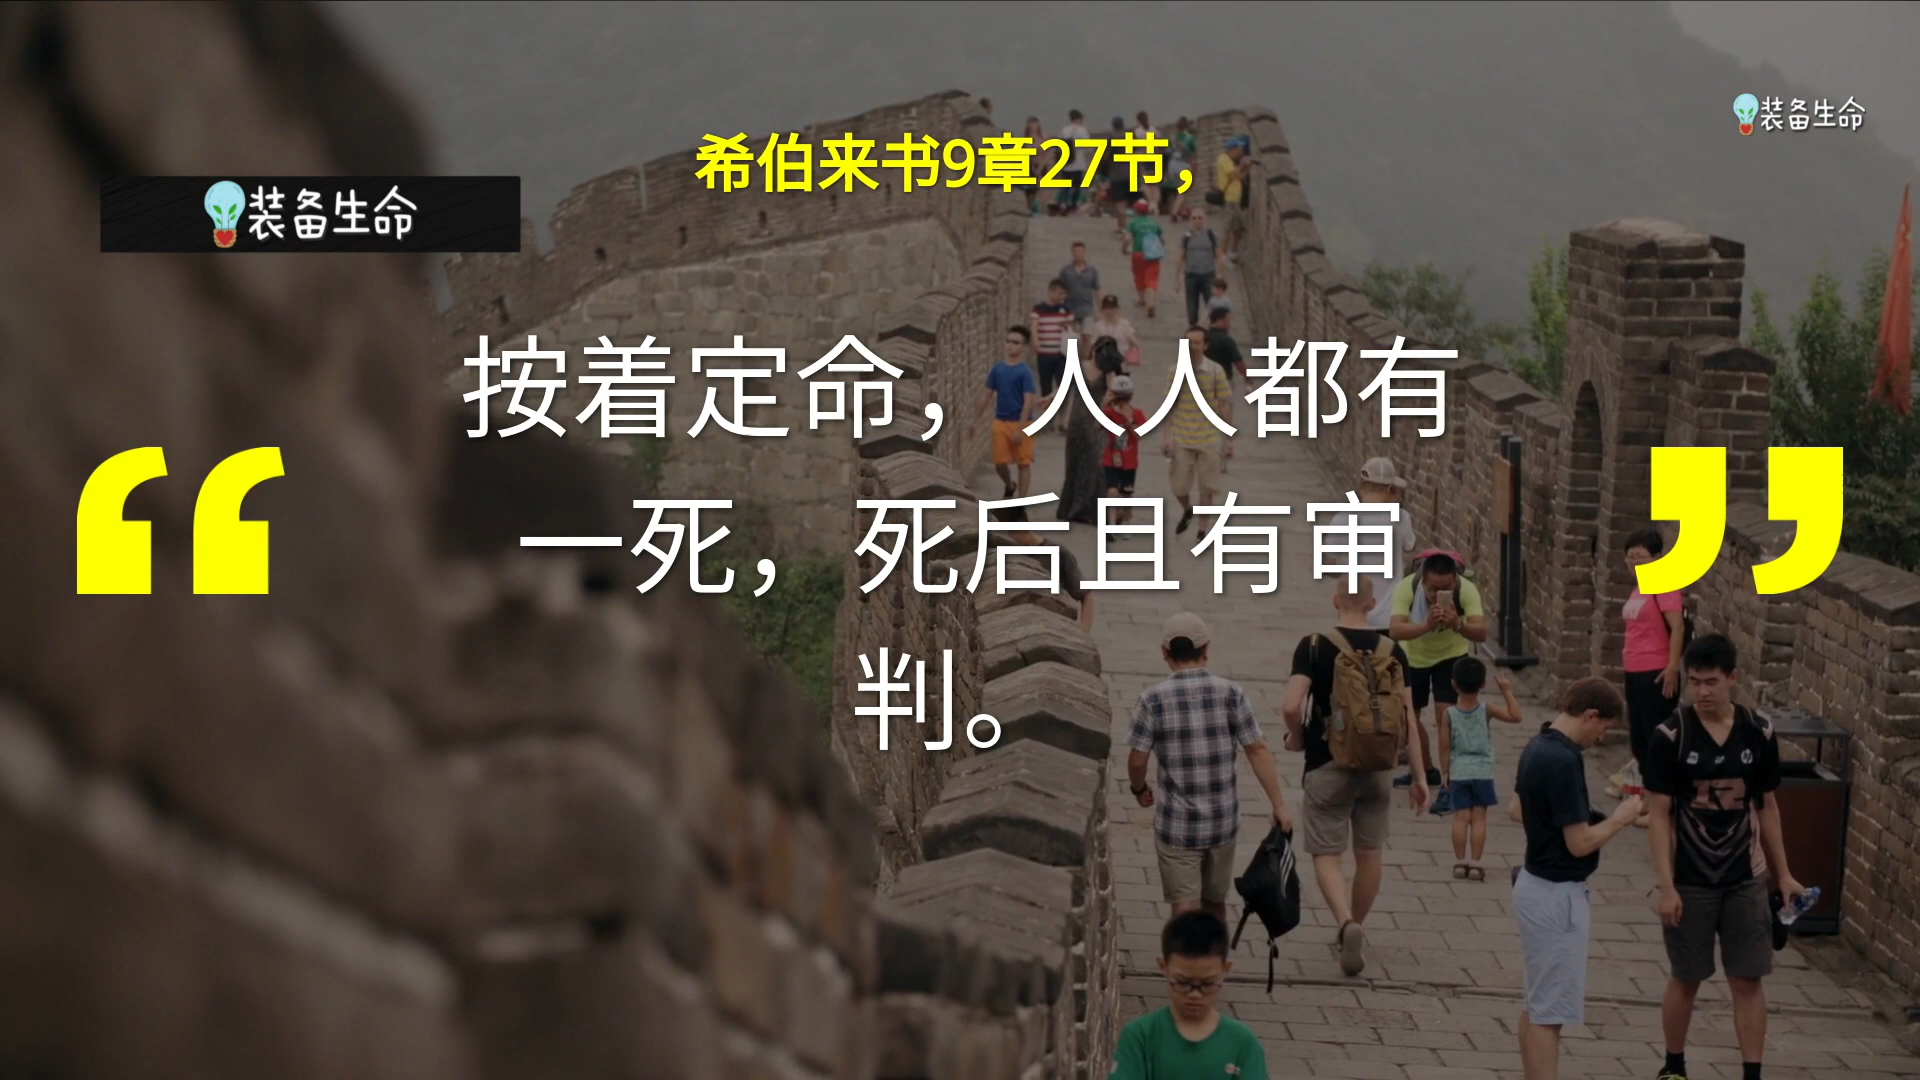 装备生命
希伯来书9章27节，
装备生命
按着定命，人人都有
一死，死后且有审
判。